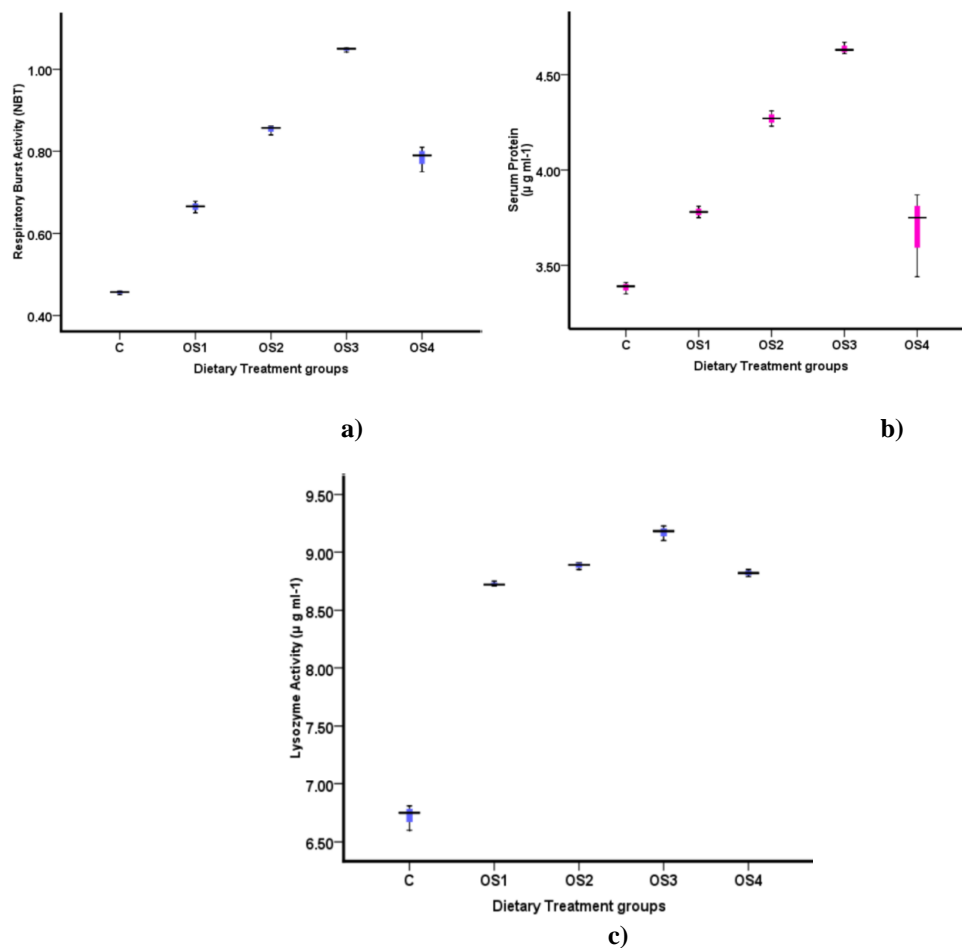 Respiratory Burst Activity (NBT)
1.00
0.80
0.60
0.40
C OS1 OS2 OS3 OS4
Dietary Treatment groups
a)
Serum Protein
(µ g ml-1)
4.50
4.00
3.50
C OS1 OS2 OS3 OS4
Dietary Treatment groups
b)
Lysozyme Activity (µ g ml-1)
9.50
9.00
8.50
8.00
7.50
7.00
6.50
C OS1 OS2 OS3 OS4
Dietary Treatment groups
c)